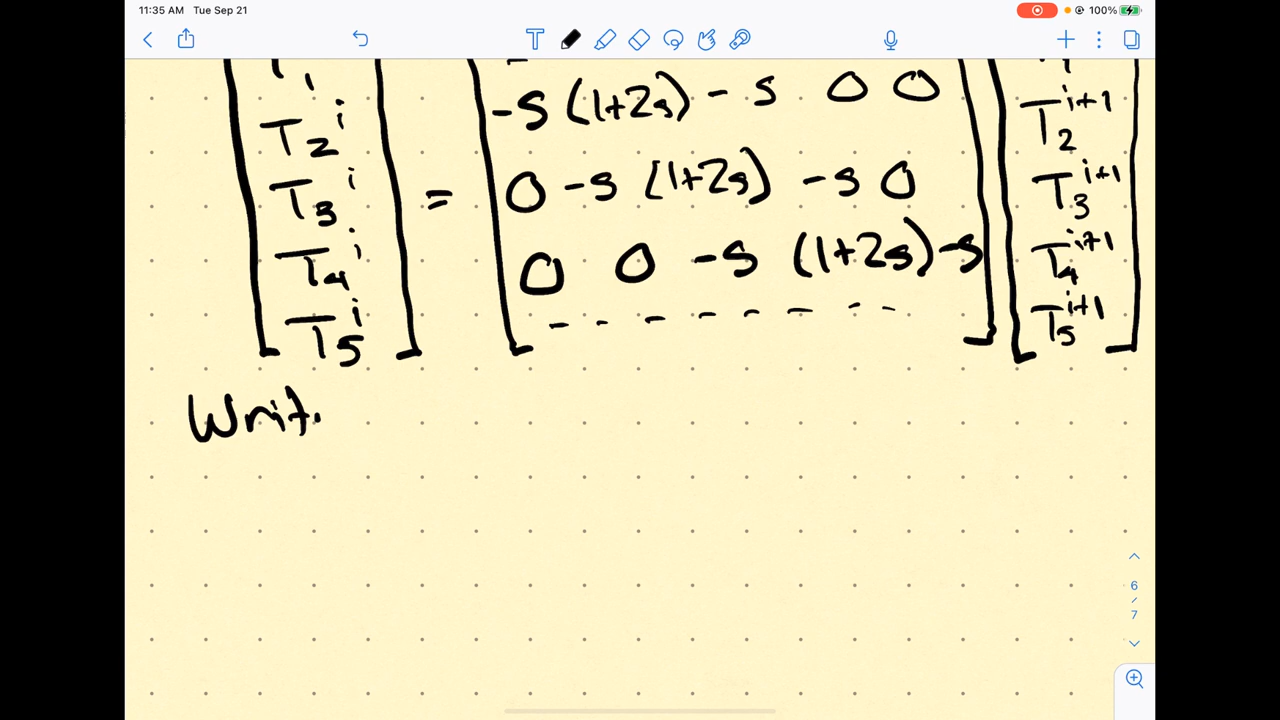 11:35 AM Tue Sep 21 100%
T₁
-s (1+2s) - s 0 0
T₂ⁱ T₂ⁱ⁺¹
T₃ⁱ = 0 -s (1+2s) -s 0 T₃ⁱ⁺¹
T₄ⁱ 0 0 -s (1+2s) -s T₄ⁱ⁺¹
T₅ⁱ - - - - - - - - T₅ⁱ⁺¹
Writ
6
/
7